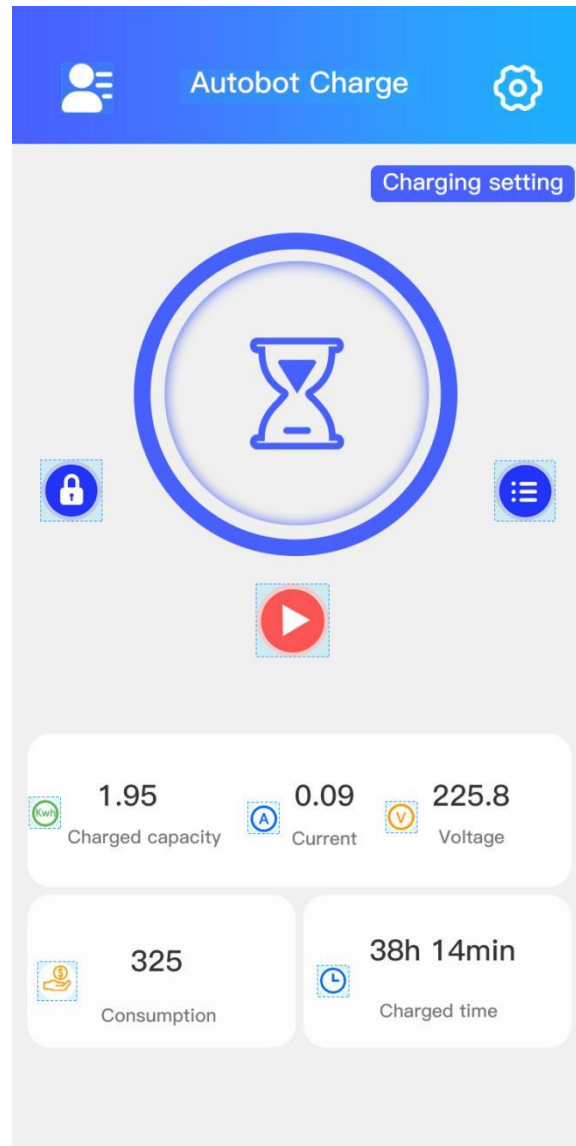 Autobot Charge
Charging setting
Kwh
1.95
Charged capacity
A
0.09
Current
V
225.8
Voltage
$
325
Consumption
38h 14min
Charged time